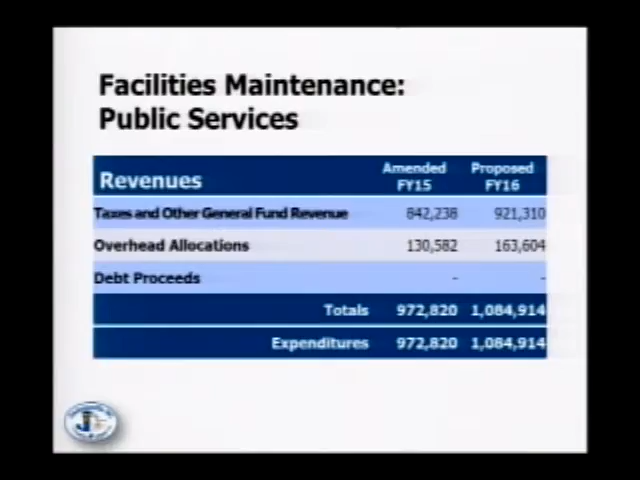 Facilities Maintenance:
Public Services
Revenues Amended FY15 Proposed FY16
Taxes and Other General Fund Revenue 842,238 921,310
Overhead Allocations 130,582 163,604
Debt Proceeds - -
Totals 972,820 1,084,914
Expenditures 972,820 1,084,914